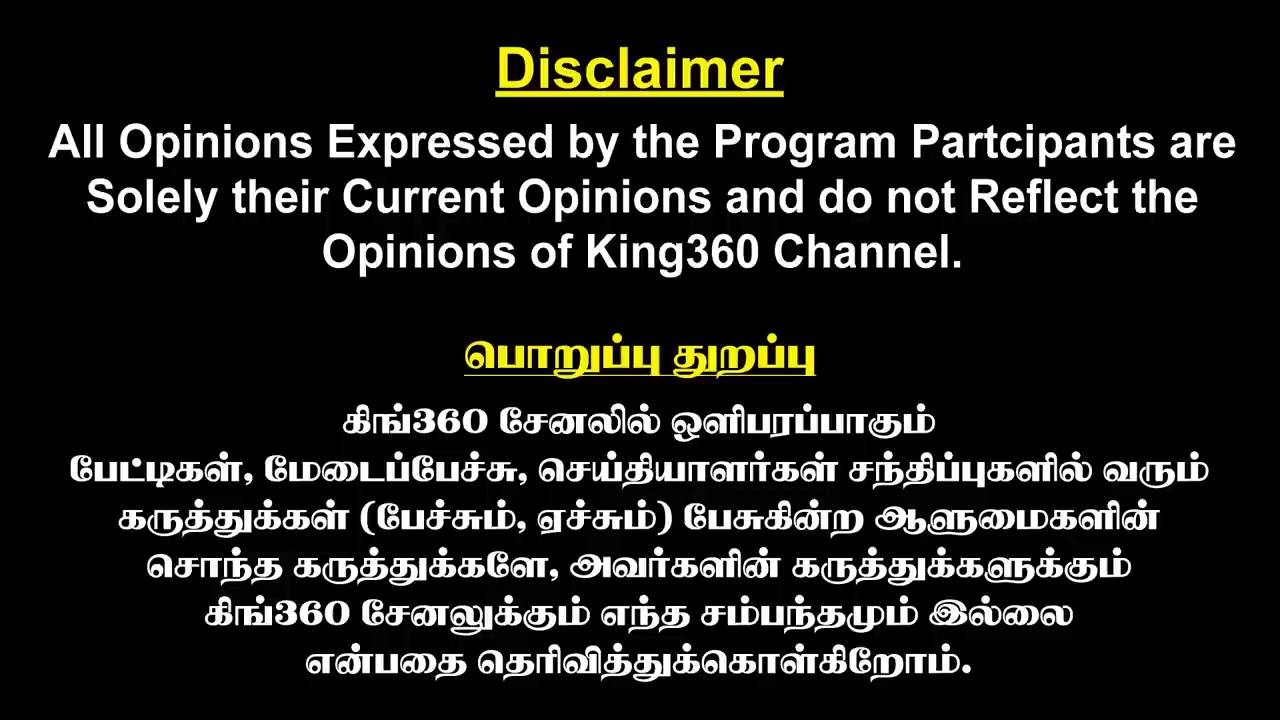 Disclaimer
All Opinions Expressed by the Program Partcipants are
Solely their Current Opinions and do not Reflect the
Opinions of King360 Channel.
பொறுப்பு துறப்பு
கிங்360 சேனலில் ஒளிபரப்பாகும்
பேட்டிகள், மேடைப்பேச்சு, செய்தியாளர்கள் சந்திப்புகளில் வரும்
கருத்துக்கள் (பேச்சும், ஏச்சும்) பேசுகின்ற ஆளுமைகளின்
சொந்த கருத்துக்களே, அவர்களின் கருத்துக்களுக்கும்
கிங்360 சேனலுக்கும் எந்த சம்பந்தமும் இல்லை
என்பதை தெரிவித்துக்கொள்கிறோம்.